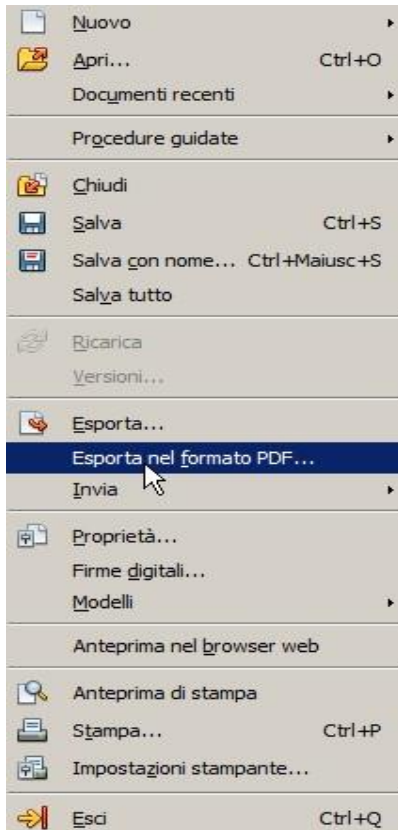 Nuovo
Apri... Ctrl+O
Documenti recenti
Procedure guidate
Chiudi
Salva Ctrl+S
Salva con nome... Ctrl+Maiusc+S
Salva tutto
Ricarica
Versioni...
Esporta...
Esporta nel formato PDF...
Invia
Proprietà...
Firme digitali...
Modelli
Anteprima nel browser web
Anteprima di stampa
Stampa... Ctrl+P
Impostazioni stampante...
Esci Ctrl+Q